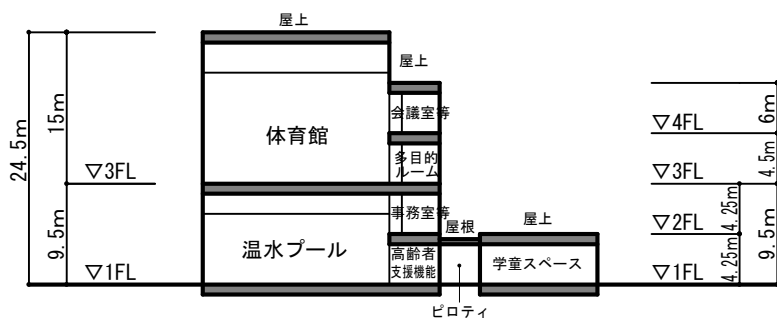 屋上
屋上
24.5m
15m
9.5m
▽3FL
▽1FL
体育館
会議室等
多目的
ルーム
事務室等
温水プール
高齢者
支援機能
屋根
屋上
学童スペース
ピロティ
▽4FL
▽3FL
▽2FL
▽1FL
6m
4.5m
4.25m
4.25m
9.5m